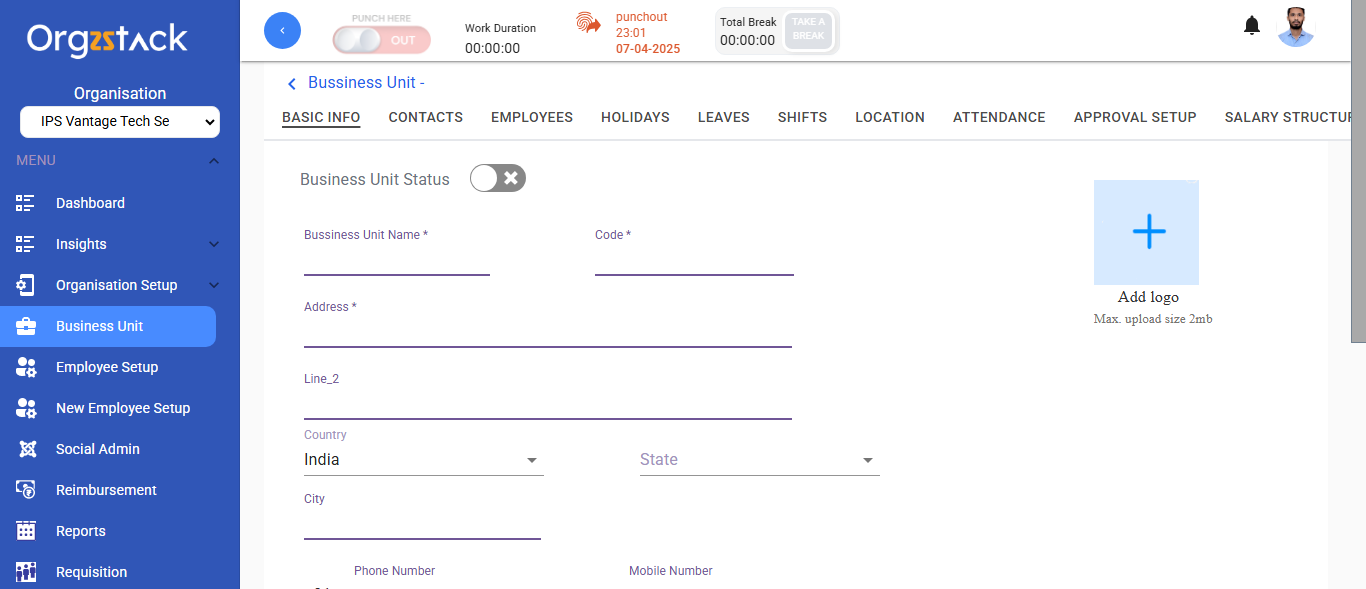 Orgzstack
Organisation
IPS Vantage Tech Se
MENU
Dashboard
Insights
Organisation Setup
Business Unit
Employee Setup
New Employee Setup
Social Admin
Reimbursement
Reports
Requisition
PUNCH HERE
OUT
Work Duration
00:00:00
punchout
23:01
07-04-2025
Total Break
00:00:00
TAKE A
BREAK
Bussiness Unit -
BASIC INFO CONTACTS EMPLOYEES HOLIDAYS LEAVES SHIFTS LOCATION ATTENDANCE APPROVAL SETUP SALARY STRUCTUR
Business Unit Status
Bussiness Unit Name * Code *
Address *
Line_2
Country
India State
City
Phone Number Mobile Number
Add logo
Max. upload size 2mb